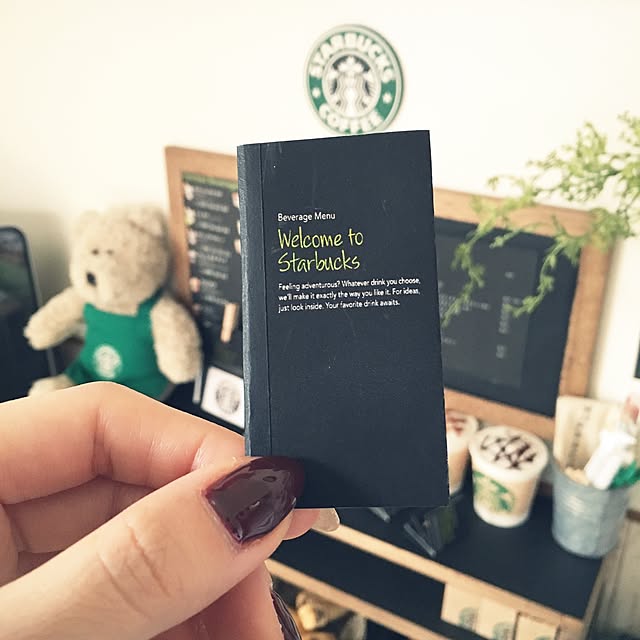 STARBUCKS
COFFEE
Beverage Menu
Welcome to
Starbucks
Feeling adventurous? Whatever drink you choose,
we'll make it exactly the way you like it. For ideas,
just look inside. Your favorite drink awaits.